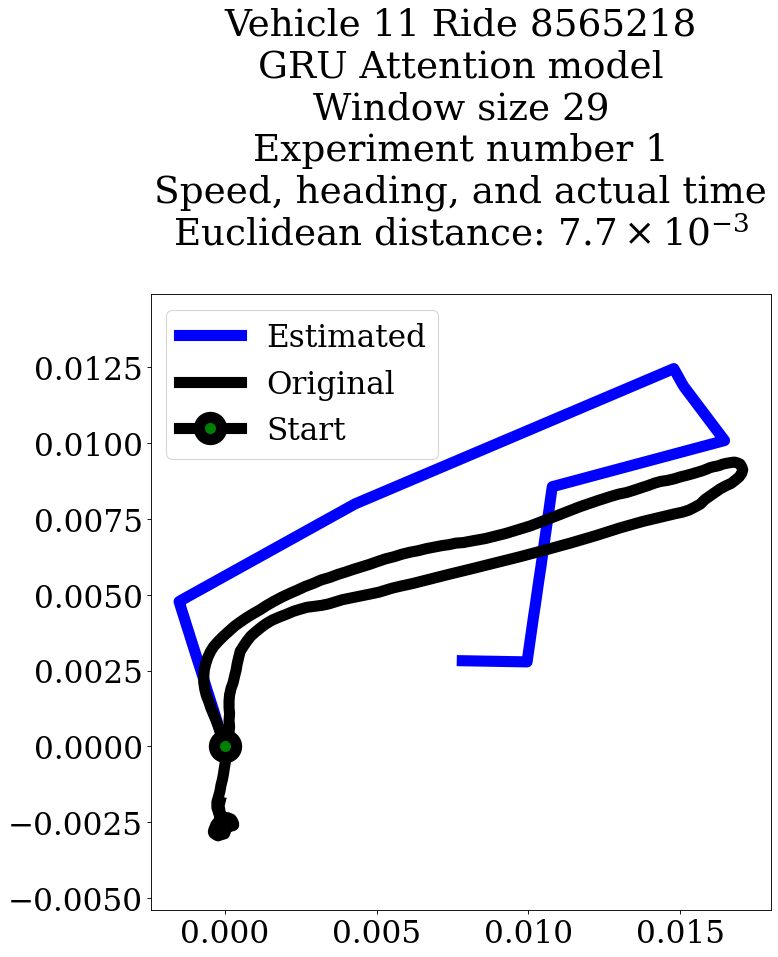 Vehicle 11 Ride 8565218
GRU Attention model
Window size 29
Experiment number 1
Speed, heading, and actual time
Euclidean distance: 7.7 × 10⁻³
Estimated
Original
Start
0.0125
0.0100
0.0075
0.0050
0.0025
0.0000
−0.0025
−0.0050
0.000 0.005 0.010 0.015